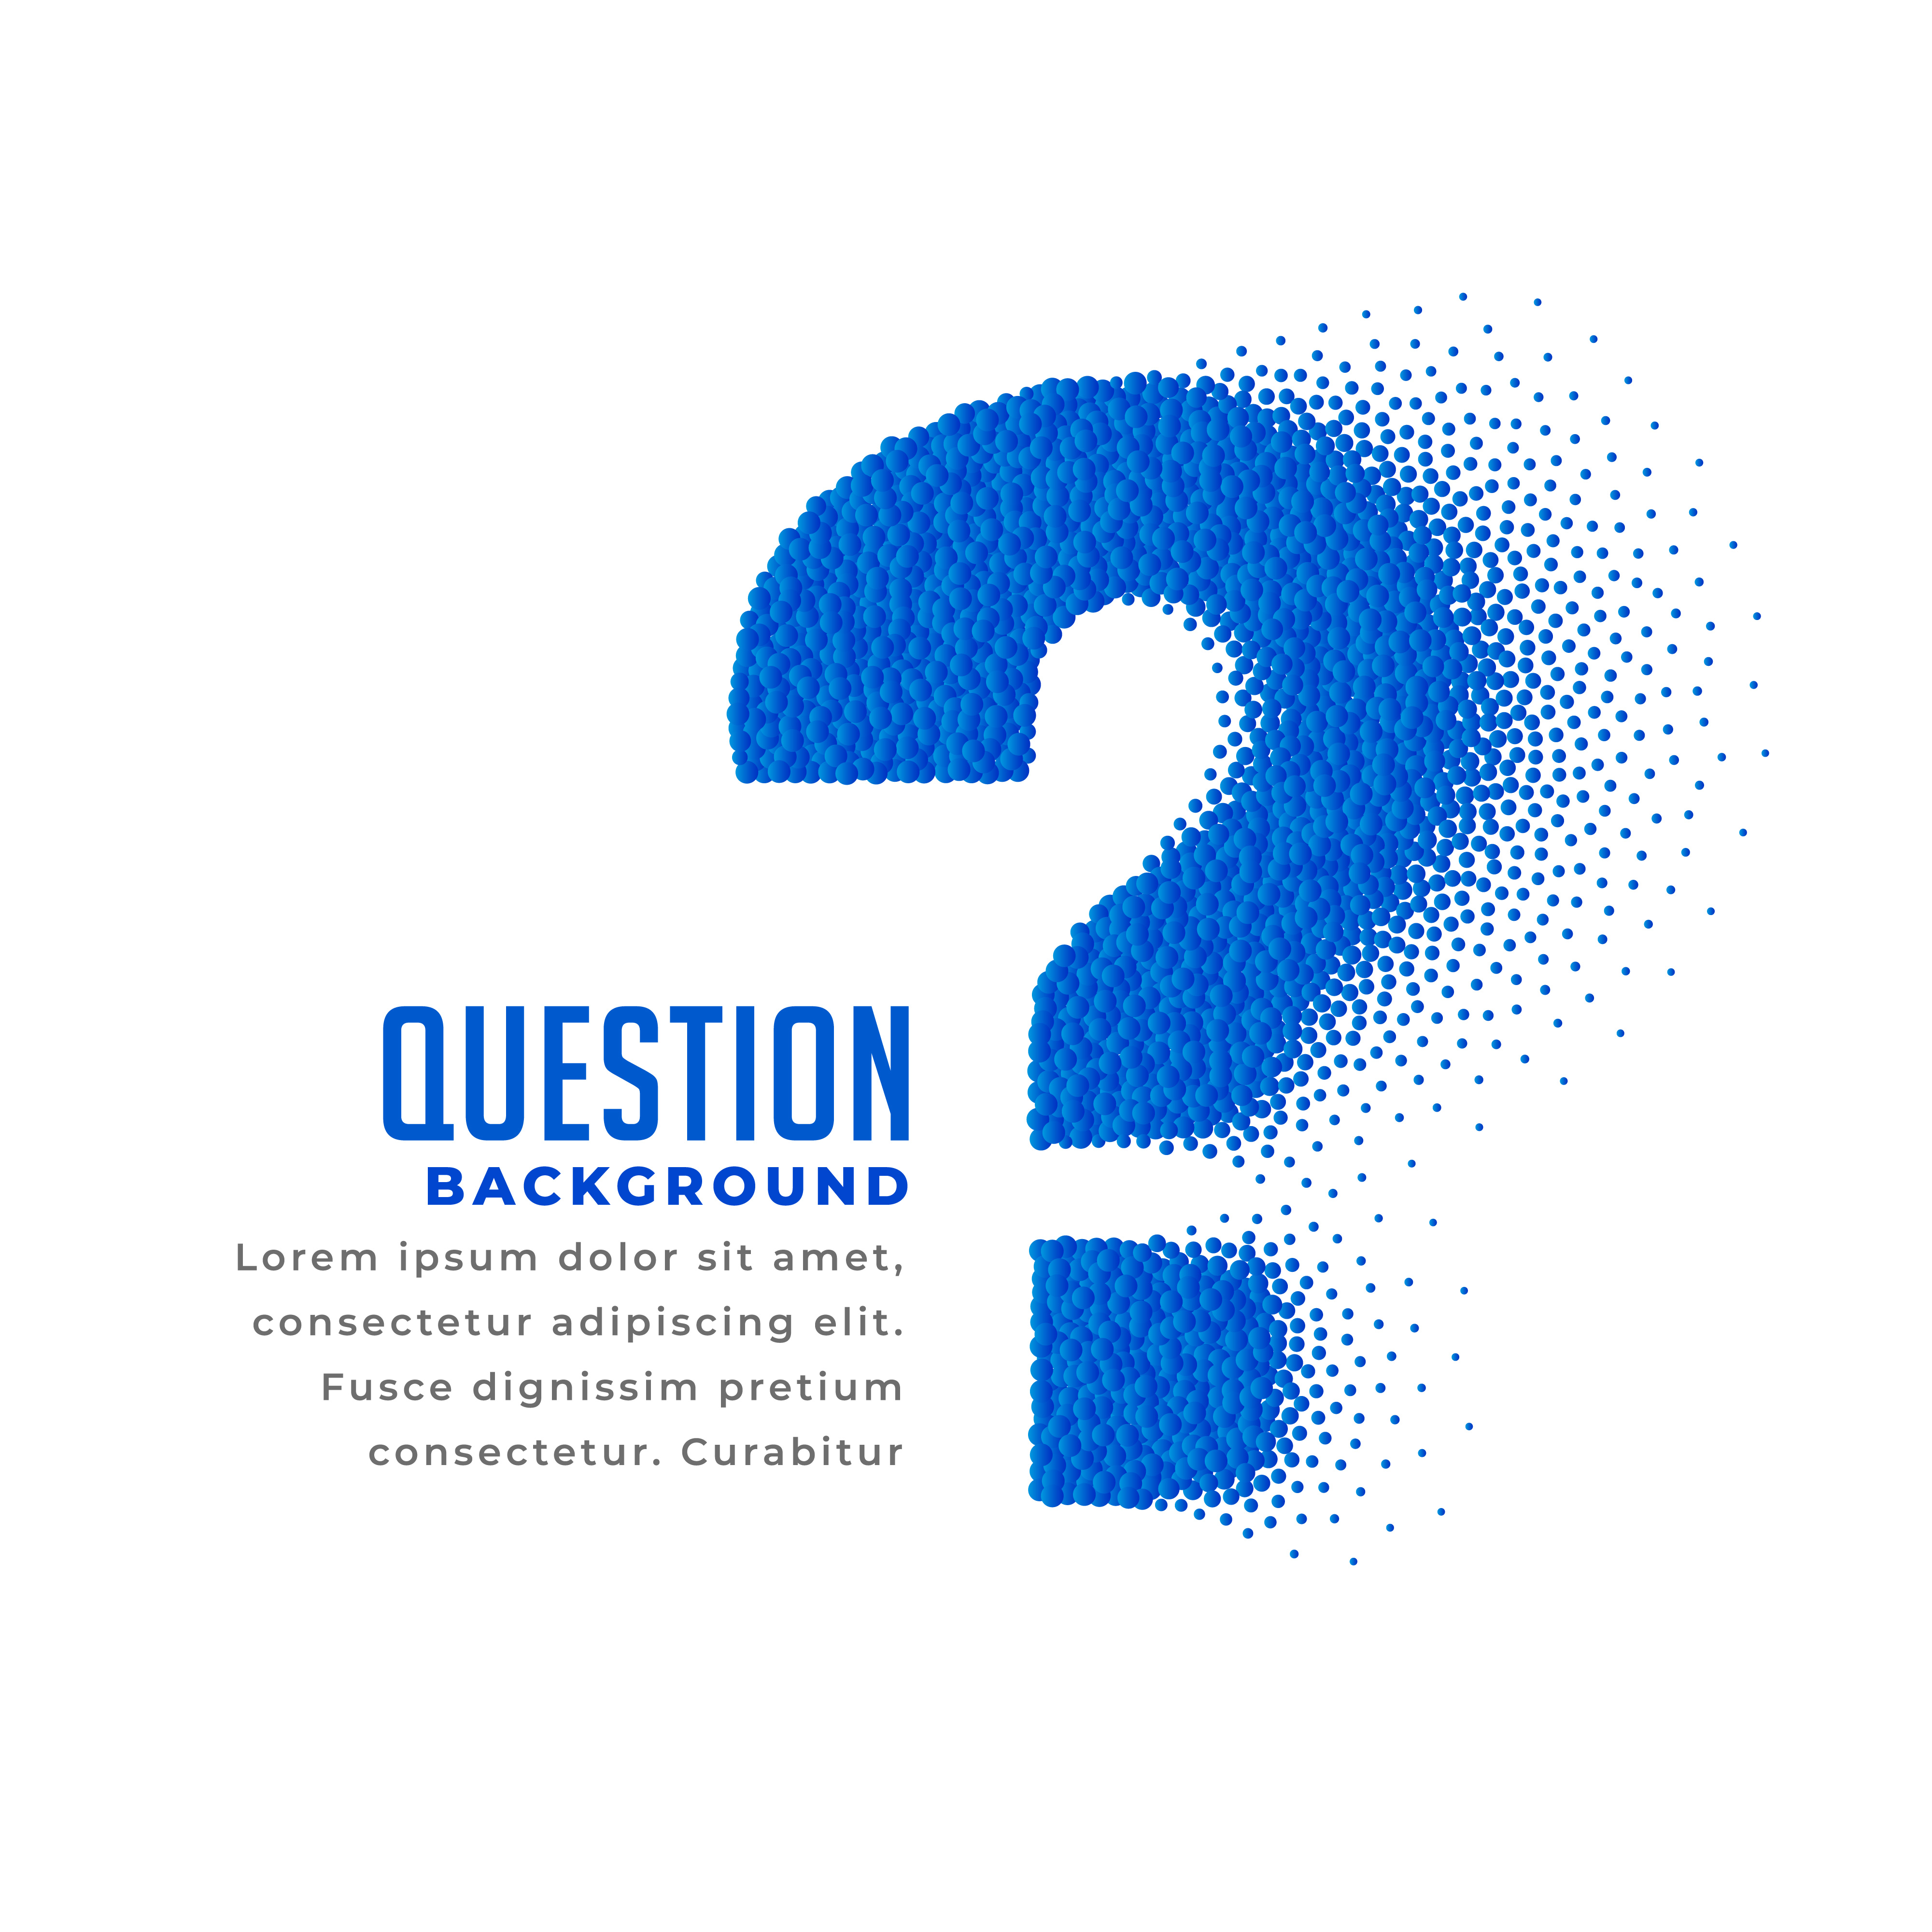 QUESTION
BACKGROUND
Lorem ipsum dolor sit amet,
consectetur adipiscing elit.
Fusce dignissim pretium
consectetur. Curabitur